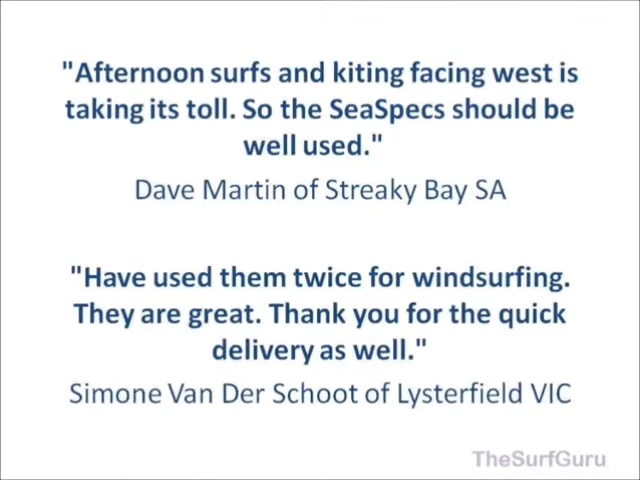 "Afternoon surfs and kiting facing west is
taking its toll. So the SeaSpecs should be
well used."
Dave Martin of Streaky Bay SA
"Have used them twice for windsurfing.
They are great. Thank you for the quick
delivery as well."
Simone Van Der Schoot of Lysterfield VIC
TheSurfGuru